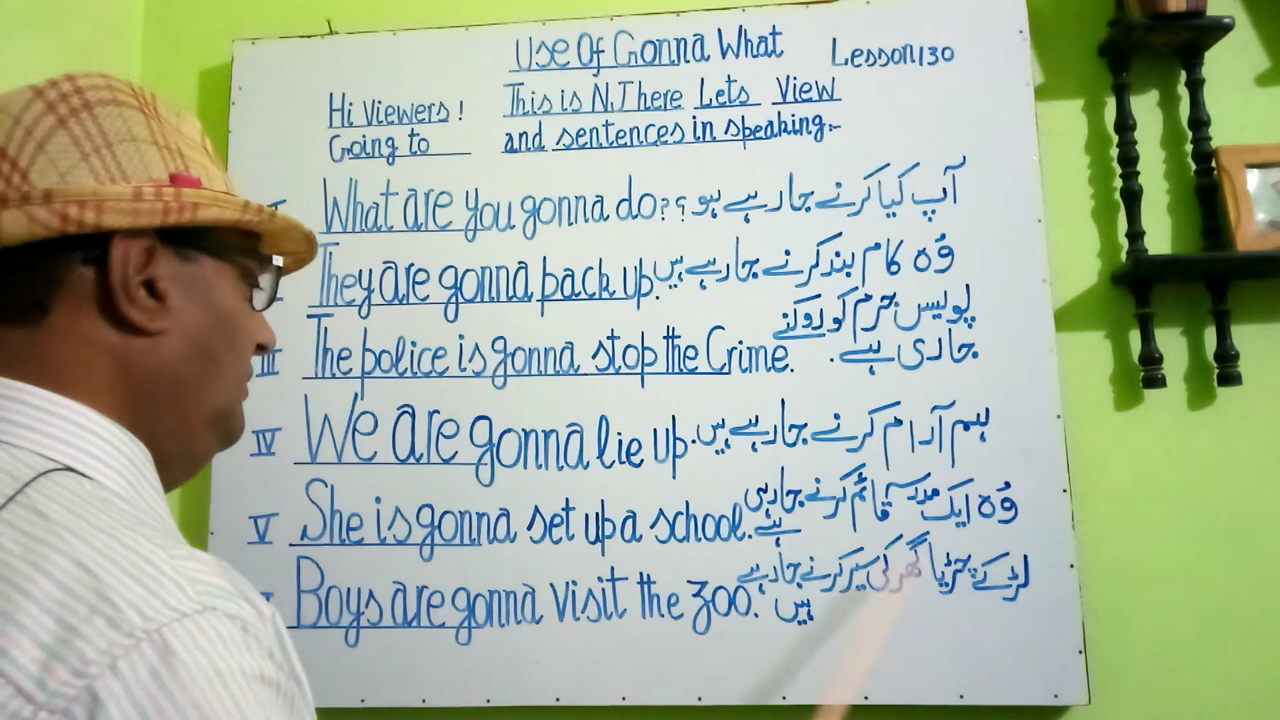 Use Of Gonna What Lesson 130
Hi Viewers! This is N.J here Lets View
Going to and sentences in speaking:-
What are you gonna do? آپ کیا کرنے جا رہے ہو؟
They are gonna pack up. وُہ کام بند کرنے جا رہے ہیں
پولیس جرم کو روکنے
III The police is gonna stop the Crime. جا رہی ہے.
IV We are gonna lie up. ہم آرام کرنے جا رہے ہیں
V She is gonna set up a school. وُہ ایک مدرسہ قائم کرنے جا رہی
ہے
Boys are gonna visit the zoo. لڑکے چڑیا گھر کی سیر کرنے جا رہے
ہیں